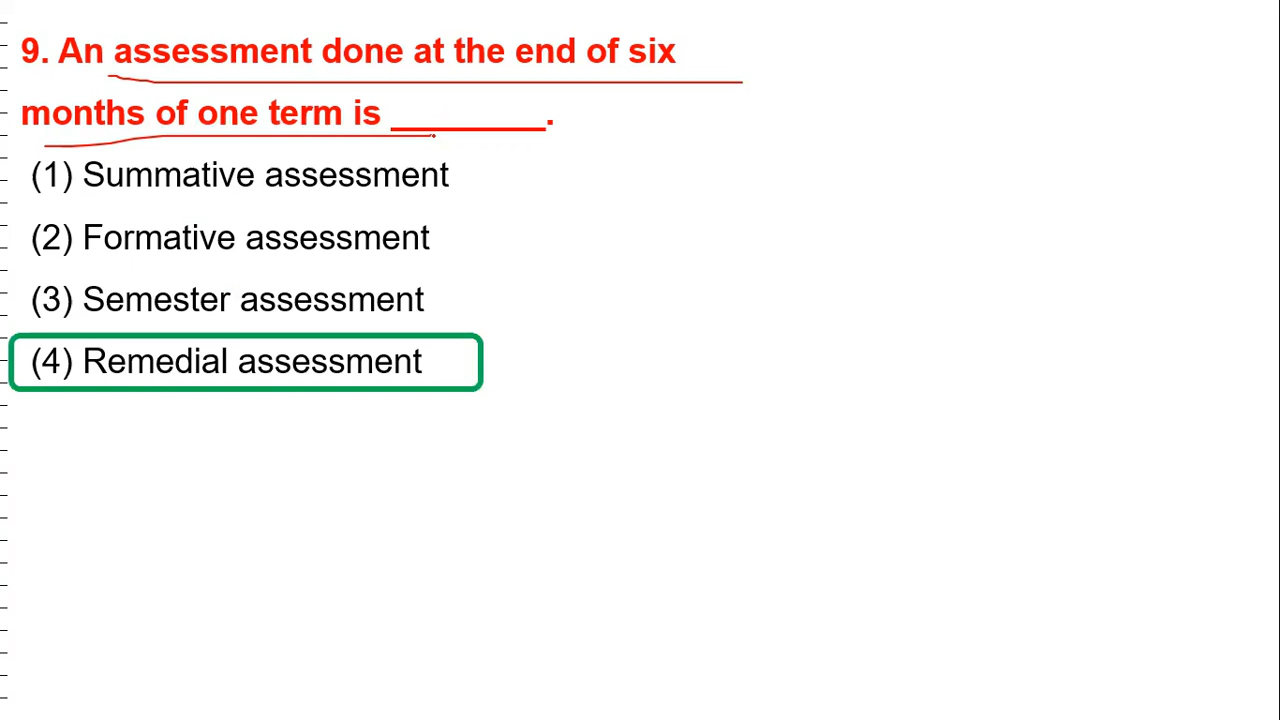 9. An assessment done at the end of six
months of one term is ________.
(1) Summative assessment
(2) Formative assessment
(3) Semester assessment
(4) Remedial assessment